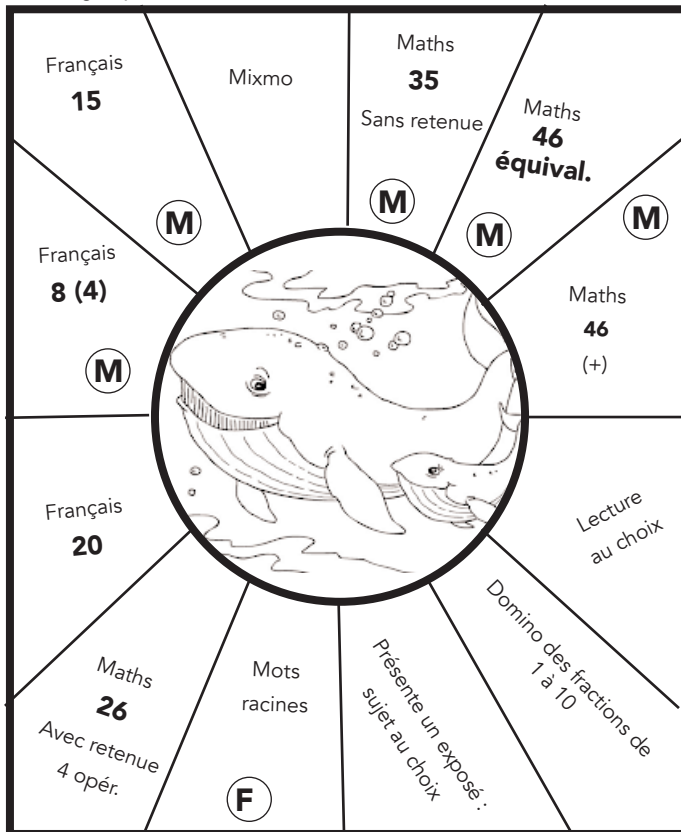 Français
15
M
Mixmo
Maths
35
Sans retenue
M
Maths
46
équival.
M
M
Maths
46
(+)
Lecture
au choix
Domino des fractions de
1 à 10
Présente un exposé :
sujet au choix
Mots
racines
F
Maths
26
Avec retenue
4 opér.
Français
20
Français
8 (4)
M